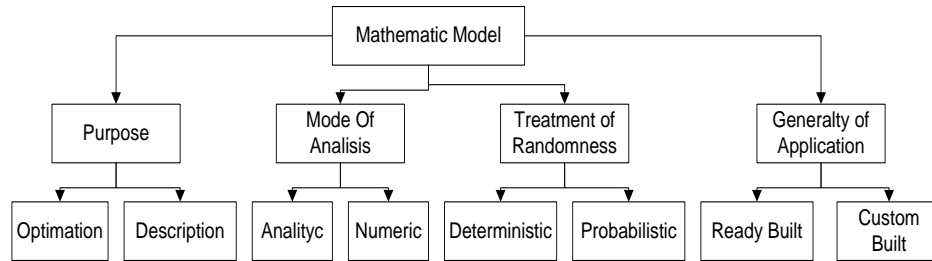 Mathematic Model
Purpose
Mode Of
Analisis
Treatment of
Randomness
Generalty of
Application
Optimation
Description
Analityc
Numeric
Deterministic
Probabilistic
Ready Built
Custom
Built